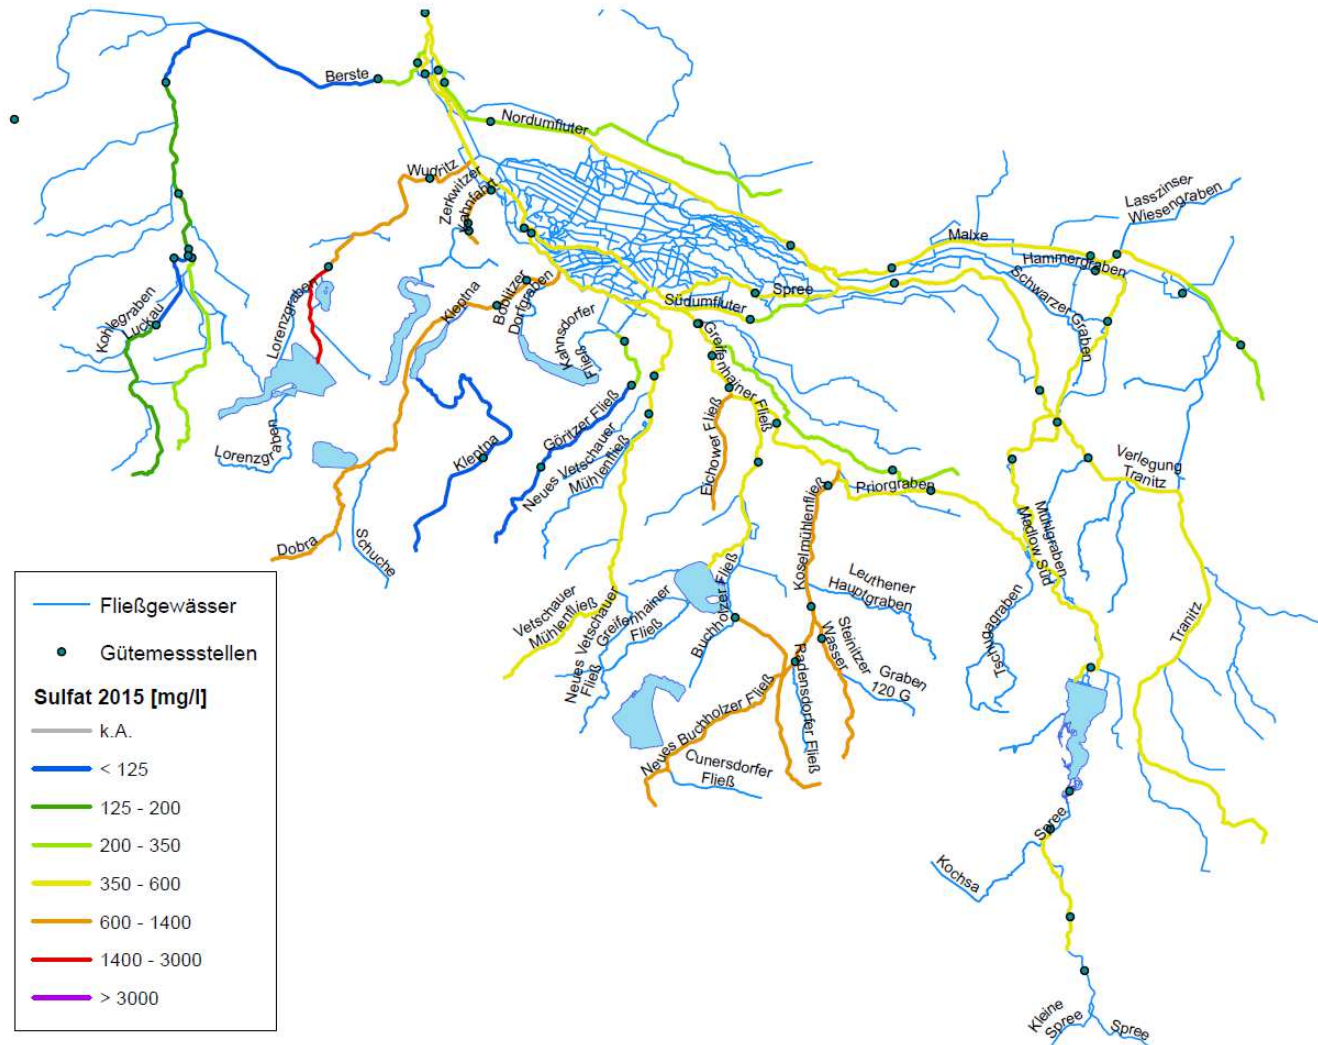 Berste
Nordumfluter
Wudritz
Zerkwitzer
Kahnfahrt
Lasszinser
Wiesengraben
Malxe
Hammergraben
Schwarzer Graben
Kohlegraben
Luckau
Lorenzgraben
Kleptna
Boblitzer
Dorfgraben
Kahnsdorfer
Fließ
Südumfluter
Spree
Greifenhainer Fließ
Lorenzgraben
Kleptna
Göritzer Fließ
Neues Vetschauer
Mühlenfließ
Eichower Fließ
Koselmühlenfließ
Priorgraben
Verlegung
Tranitz
Mühlgraben
Madlow Süd
Dobra
Schuche
Vetschauer
Mühlenfließ
Neues Vetschauer
Fließ
Greifenhainer
Fließ
Buchholzer Fließ
Leuthener
Hauptgraben
Steinitzer
Wasser
Graben
120 G
Radensdorfer Fließ
Tschugagraben
Tranitz
Neues Buchholzer Fließ
Cunersdorfer
Fließ
Spree
Kochsa
Kleine
Spree
Spree
Fließgewässer
Gütemessstellen
Sulfat 2015 [mg/l]
k.A.
< 125
125 - 200
200 - 350
350 - 600
600 - 1400
1400 - 3000
> 3000